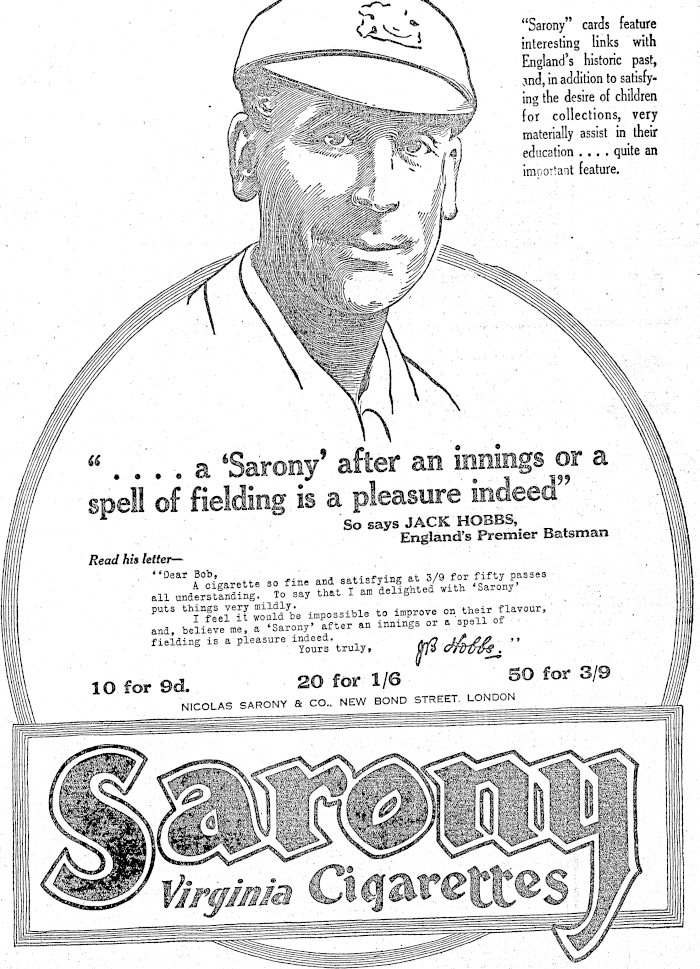 "Sarony" cards feature
interesting links with
England's historic past,
and, in addition to satisfy-
ing the desire of children
for collections, very
materially assist in their
education . . . . quite an
important feature.
" . . . . a 'Sarony' after an innings or a
spell of fielding is a pleasure indeed"
So says JACK HOBBS,
England's Premier Batsman
Read his letter—
"Dear Bob,
A cigarette so fine and satisfying at 3/9 for fifty passes
all understanding. To say that I am delighted with 'Sarony'
puts things very mildly.
I feel it would be impossible to improve on their flavour,
and, believe me, a 'Sarony' after an innings or a spell of
fielding is a pleasure indeed.
Yours truly, JB Hobbs."
10 for 9d. 20 for 1/6 50 for 3/9
NICOLAS SARONY & CO., NEW BOND STREET. LONDON
Sarony
Virginia Cigarettes